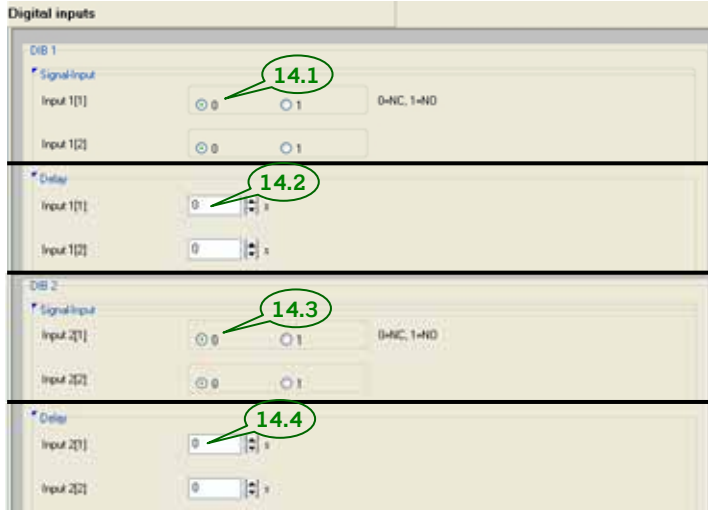 Digital inputs
DIB 1
Signal-Input
14.1
Input 1[1] 0 1 0=NC, 1=NO
Input 1[2] 0 1
Delay
14.2
Input 1[1] 0 s
Input 1[2] 0 s
DIB 2
Signal-Input
14.3
Input 2[1] 0 1 0=NC, 1=NO
Input 2[2] 0 1
Delay
14.4
Input 2[1] 0 s
Input 2[2] 0 s